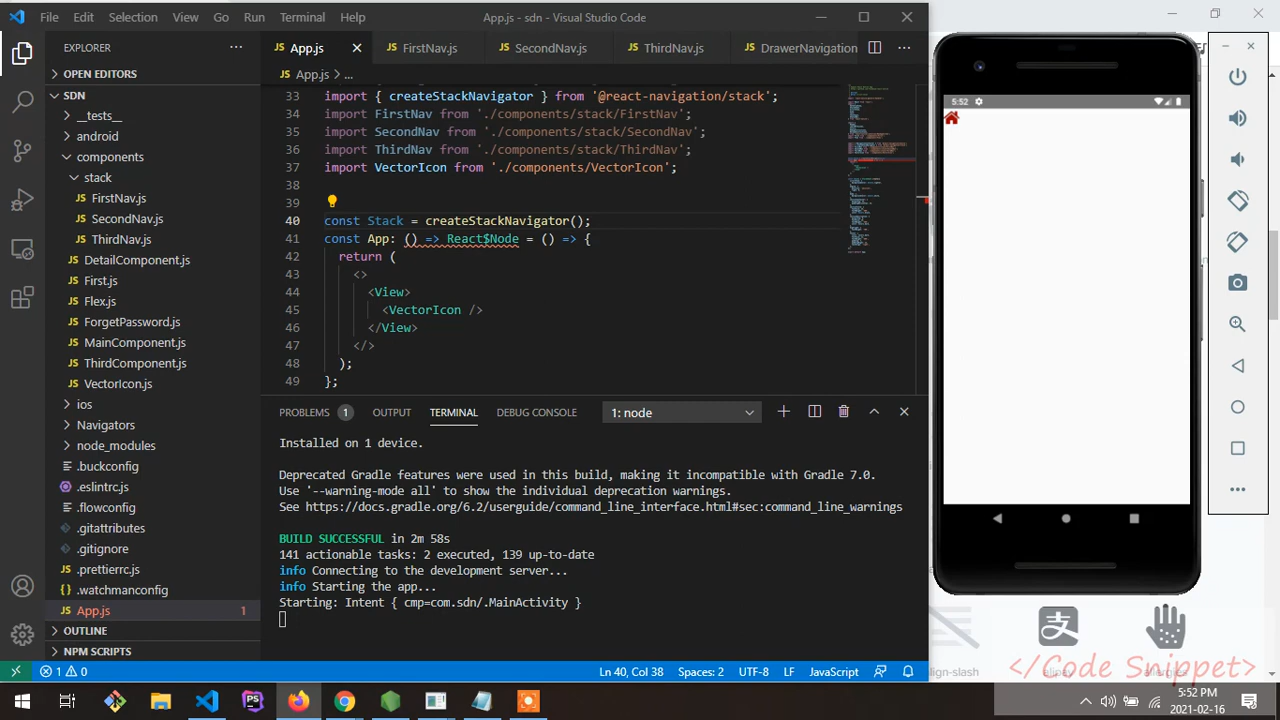 File Edit Selection View Go Run Terminal Help
App.js - sdn - Visual Studio Code
EXPLORER
OPEN EDITORS
SDN
__tests__
android
components
stack
FirstNav.js
SecondNav.js
ThirdNav.js
DetailComponent.js
First.js
Flex.js
ForgetPassword.js
MainComponent.js
ThirdComponent.js
VectorIcon.js
ios
Navigators
node_modules
.buckconfig
.eslintrc.js
.flowconfig
.gitattributes
.gitignore
.prettierrc.js
.watchmanconfig
App.js 1
OUTLINE
NPM SCRIPTS
App.js FirstNav.js SecondNav.js ThirdNav.js DrawerNavigation
App.js > ...
33 import { createStackNavigator } from '@react-navigation/stack';
34 import FirstNav from './components/stack/FirstNav';
35 import SecondNav from './components/stack/SecondNav';
36 import ThirdNav from './components/stack/ThirdNav';
37 import VectorIcon from './components/VectorIcon';
38
39
40 const Stack = createStackNavigator();
41 const App: () => React$Node = () => {
42 return (
43 <>
44 <View>
45 <VectorIcon />
46 </View>
47 </>
48 );
49 };
PROBLEMS 1 OUTPUT TERMINAL DEBUG CONSOLE 1: node
Installed on 1 device.
Deprecated Gradle features were used in this build, making it incompatible with Gradle 7.0.
Use '--warning-mode all' to show the individual deprecation warnings.
See https://docs.gradle.org/6.2/userguide/command_line_interface.html#sec:command_line_warnings
BUILD SUCCESSFUL in 2m 58s
141 actionable tasks: 2 executed, 139 up-to-date
info Connecting to the development server...
info Starting the app...
Starting: Intent { cmp=com.sdn/.MainActivity }
1 0
Ln 40, Col 38 Spaces: 2 UTF-8 LF JavaScript
5:52
支
lign-slash
</Code Snippet>
5:52 PM
2021-02-16